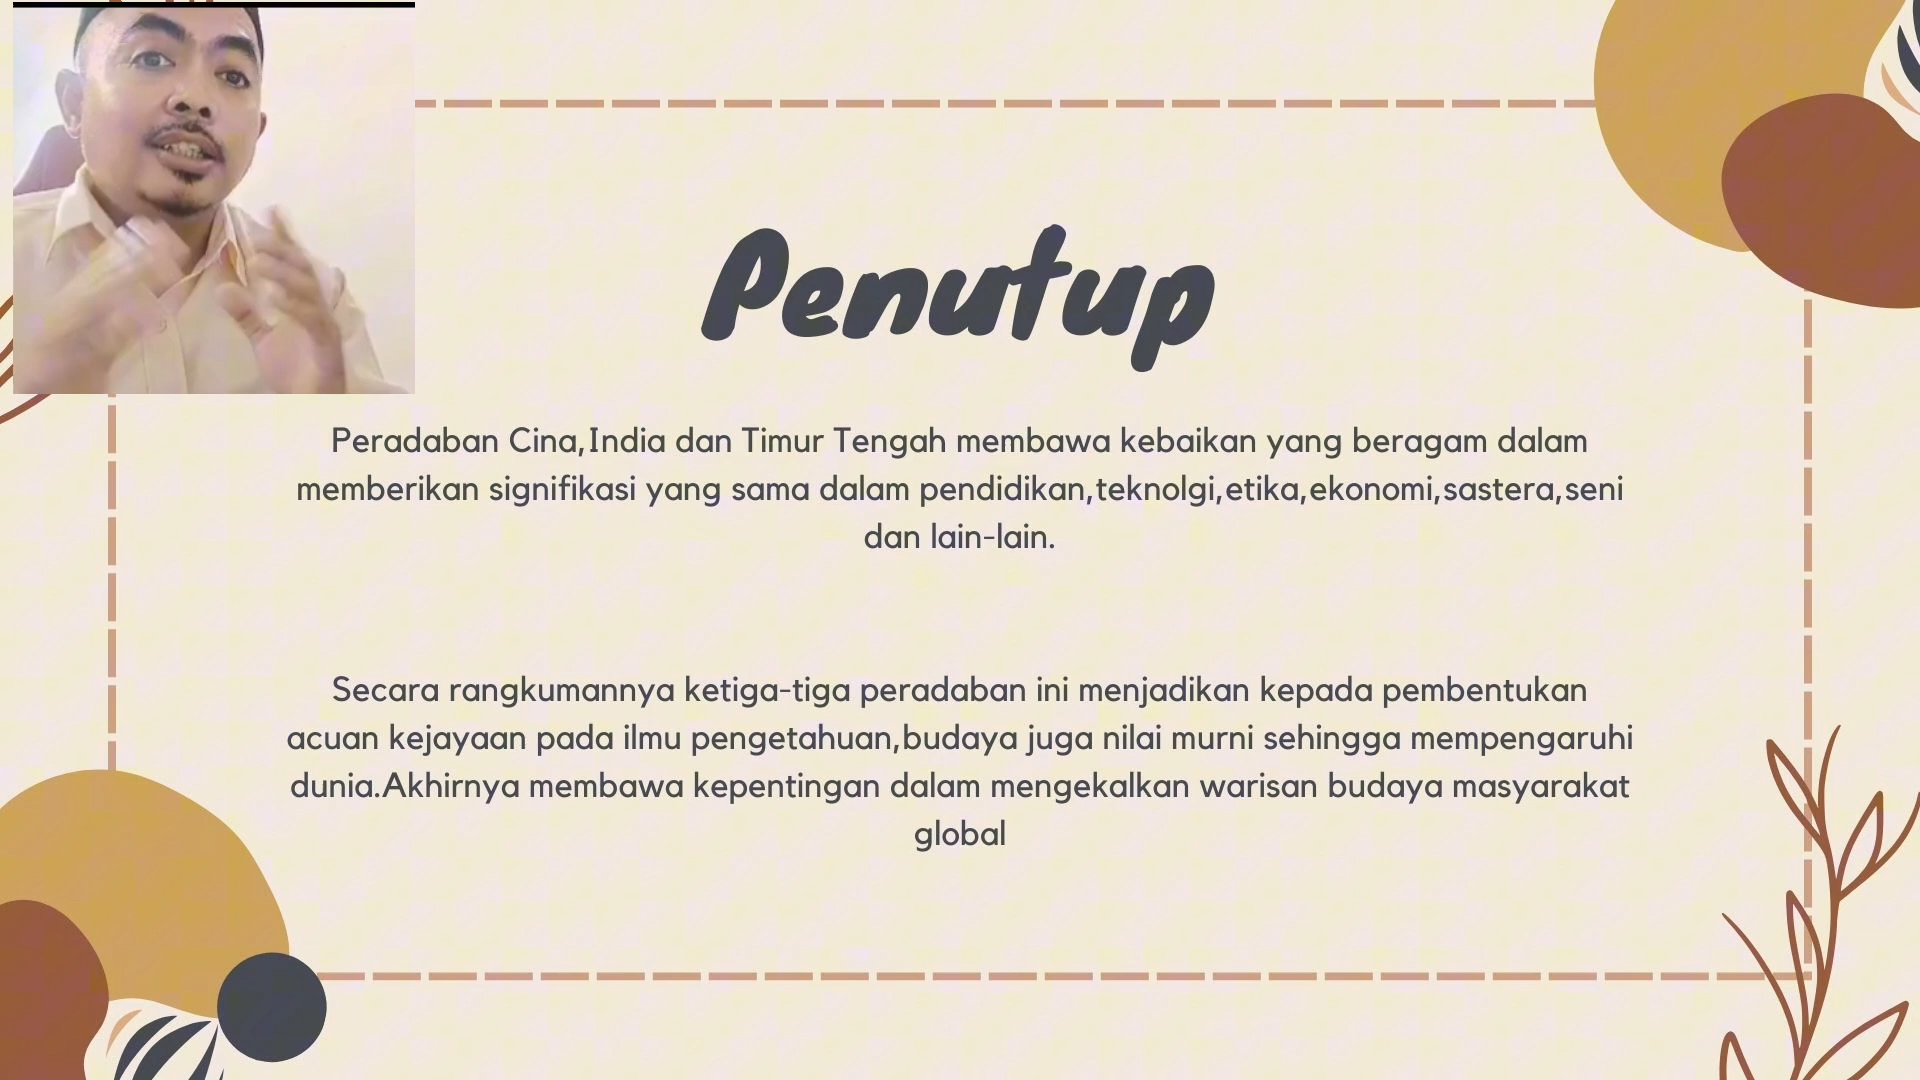 Penutup
Peradaban Cina,India dan Timur Tengah membawa kebaikan yang beragam dalam
memberikan signifikasi yang sama dalam pendidikan,teknolgi,etika,ekonomi,sastera,seni
dan lain-lain.
Secara rangkumannya ketiga-tiga peradaban ini menjadikan kepada pembentukan
acuan kejayaan pada ilmu pengetahuan,budaya juga nilai murni sehingga mempengaruhi
dunia.Akhirnya membawa kepentingan dalam mengekalkan warisan budaya masyarakat
global